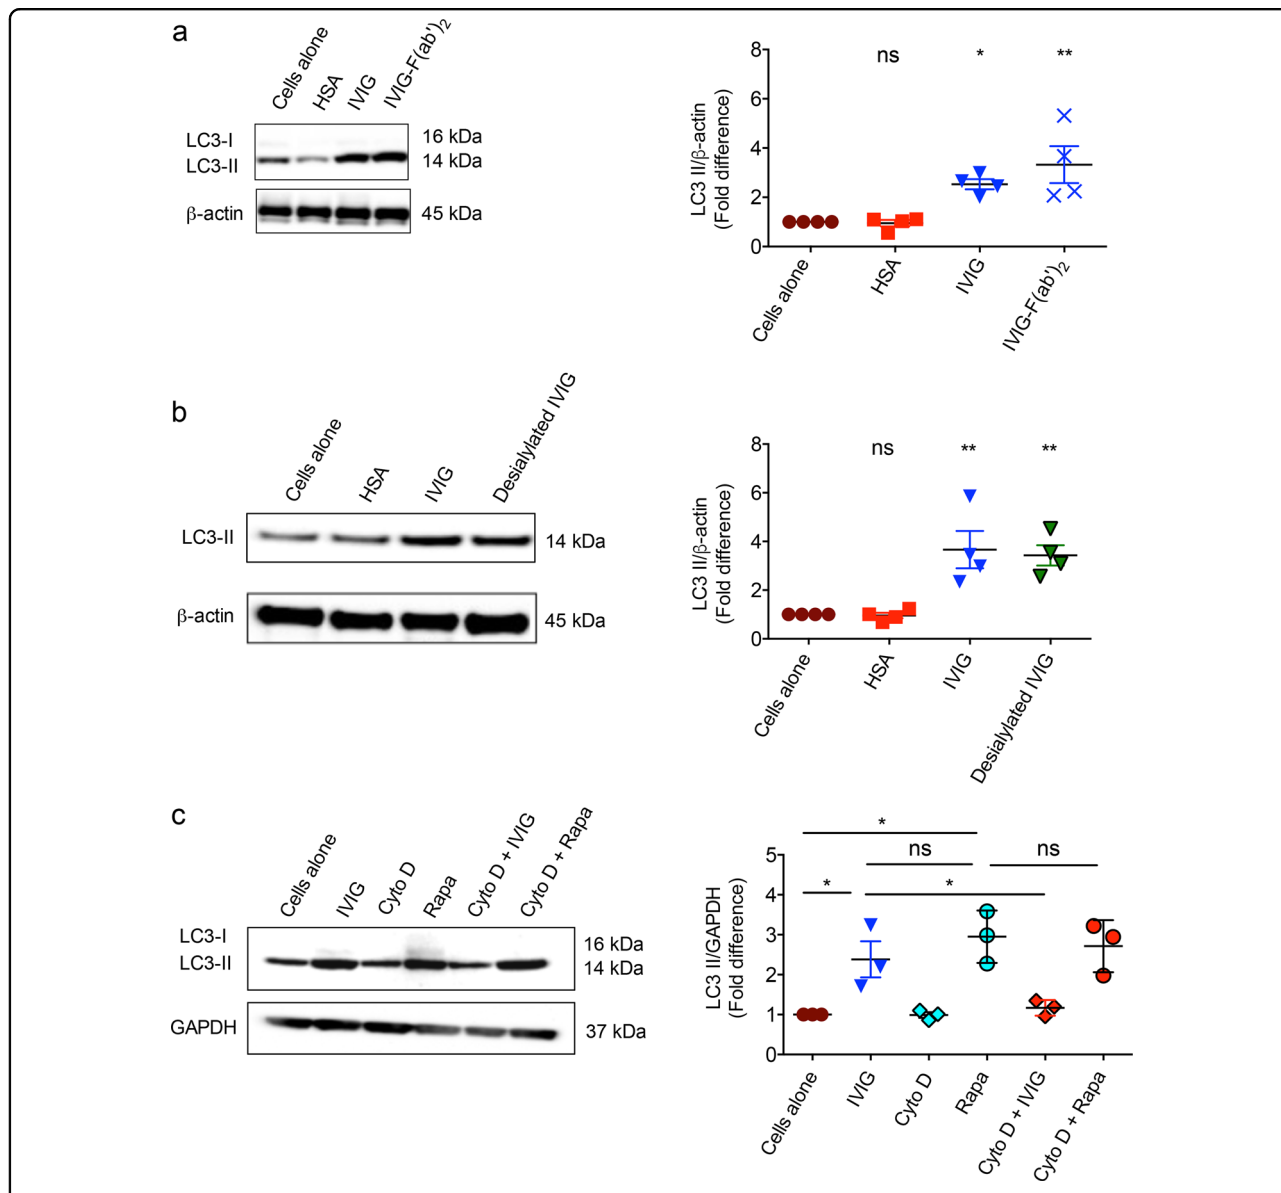 a
Cells alone
HSA
IVIG
IVIG-F(ab')2
LC3-I
LC3-II
16 kDa
14 kDa
β-actin
45 kDa
LC3 II/β-actin
(Fold difference)
8
6
4
2
0
ns
*
**
Cells alone
HSA
IVIG
IVIG-F(ab')2
b
Cells alone
HSA
IVIG
Desialylated IVIG
LC3-II
14 kDa
β-actin
45 kDa
LC3 II/β-actin
(Fold difference)
8
6
4
2
0
ns
**
**
Cells alone
HSA
IVIG
Desialylated IVIG
c
Cells alone
IVIG
Cyto D
Rapa
Cyto D + IVIG
Cyto D + Rapa
LC3-I
LC3-II
16 kDa
14 kDa
GAPDH
37 kDa
LC3 II/GAPDH
(Fold difference)
5
4
3
2
1
0
*
ns
ns
*
*
Cells alone
IVIG
Cyto D
Rapa
Cyto D + IVIG
Cyto D + Rapa